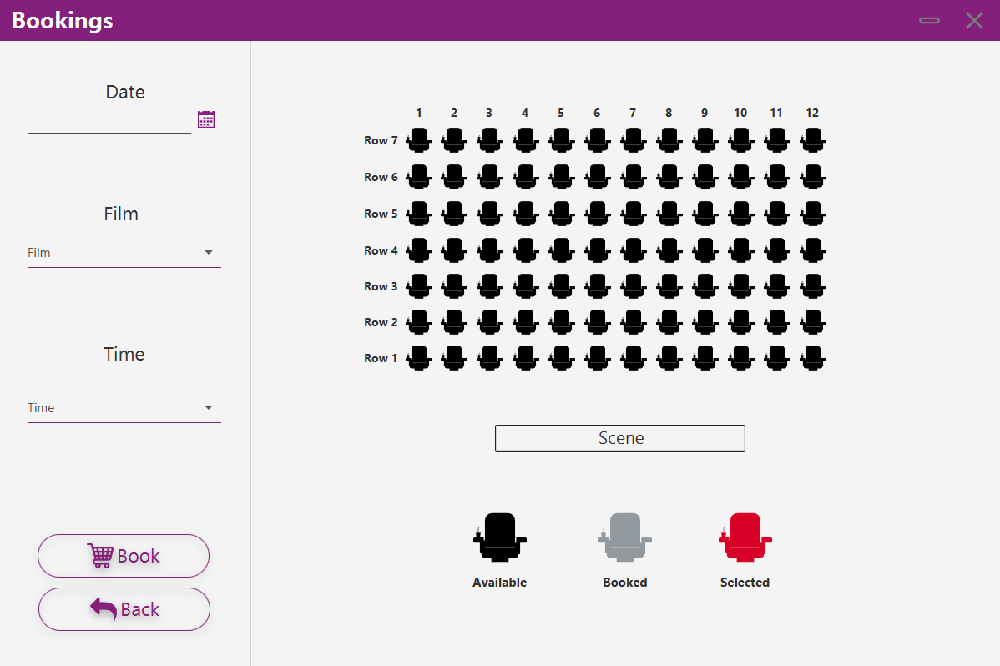 Bookings
Date
Film
Film
Time
Time
Book
Back
1 2 3 4 5 6 7 8 9 10 11 12
Row 7
Row 6
Row 5
Row 4
Row 3
Row 2
Row 1
Scene
Available Booked Selected